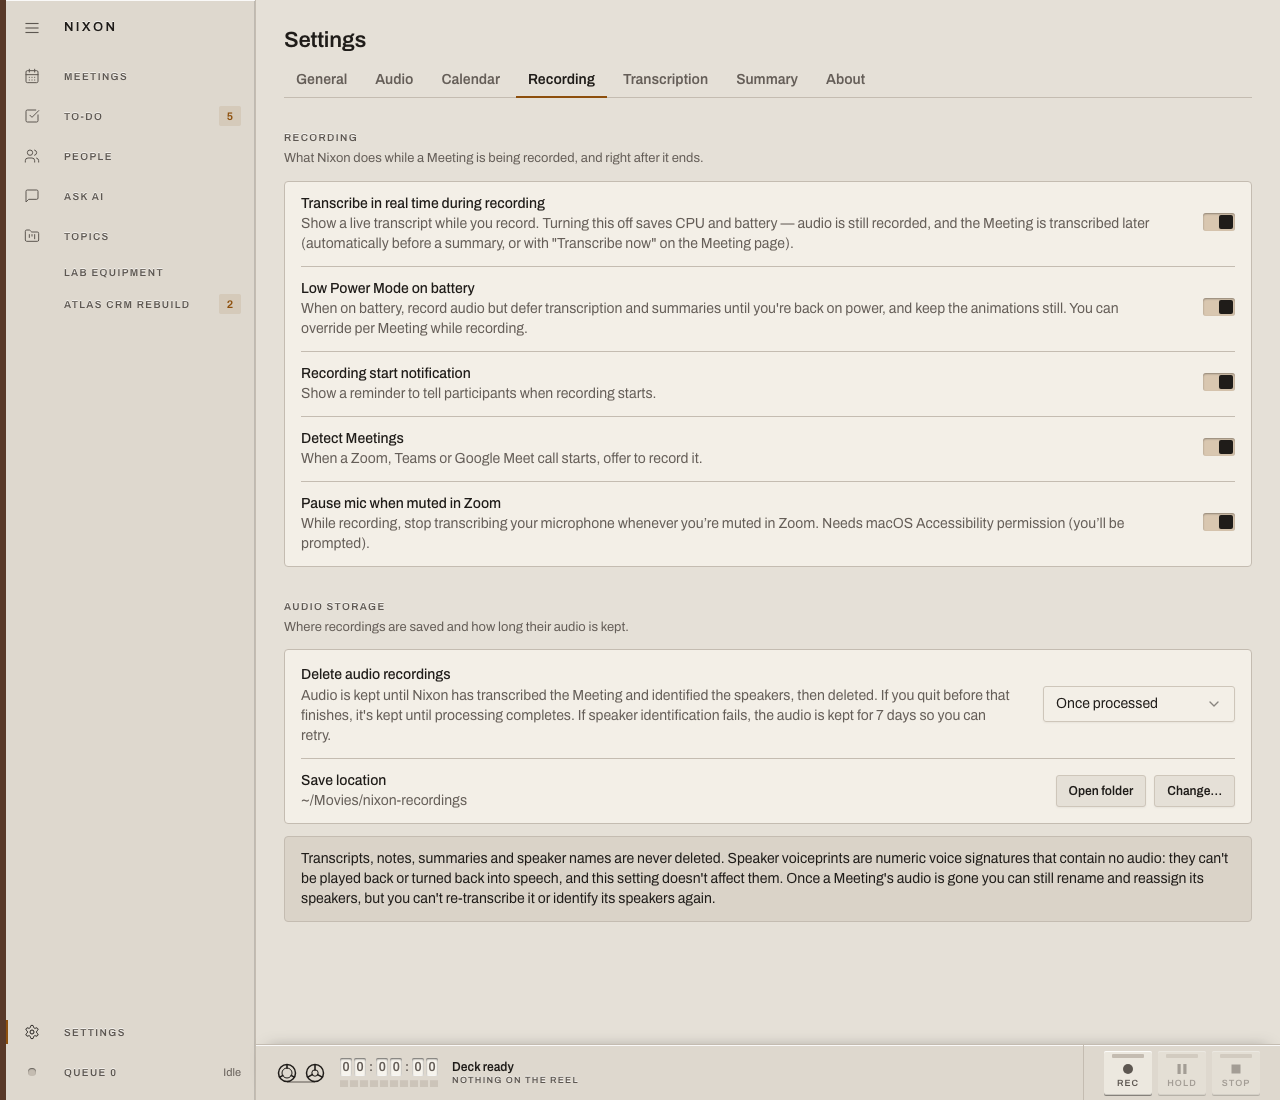 NIXON
MEETINGS
TO-DO
5
PEOPLE
ASK AI
TOPICS
LAB EQUIPMENT
ATLAS CRM REBUILD
2
SETTINGS
QUEUE 0
Idle
Settings
General
Audio
Calendar
Recording
Transcription
Summary
About
RECORDING
What Nixon does while a Meeting is being recorded, and right after it ends.
Transcribe in real time during recording
Show a live transcript while you record. Turning this off saves CPU and battery — audio is still recorded, and the Meeting is transcribed later
(automatically before a summary, or with "Transcribe now" on the Meeting page).
Low Power Mode on battery
When on battery, record audio but defer transcription and summaries until you're back on power, and keep the animations still. You can
override per Meeting while recording.
Recording start notification
Show a reminder to tell participants when recording starts.
Detect Meetings
When a Zoom, Teams or Google Meet call starts, offer to record it.
Pause mic when muted in Zoom
While recording, stop transcribing your microphone whenever you’re muted in Zoom. Needs macOS Accessibility permission (you’ll be
prompted).
AUDIO STORAGE
Where recordings are saved and how long their audio is kept.
Delete audio recordings
Audio is kept until Nixon has transcribed the Meeting and identified the speakers, then deleted. If you quit before that
finishes, it's kept until processing completes. If speaker identification fails, the audio is kept for 7 days so you can
retry.
Once processed
Save location
~/Movies/nixon-recordings
Open folder
Change...
Transcripts, notes, summaries and speaker names are never deleted. Speaker voiceprints are numeric voice signatures that contain no audio: they can't
be played back or turned back into speech, and this setting doesn't affect them. Once a Meeting's audio is gone you can still rename and reassign its
speakers, but you can't re-transcribe it or identify its speakers again.
00:00:00
Deck ready
NOTHING ON THE REEL
REC
HOLD
STOP